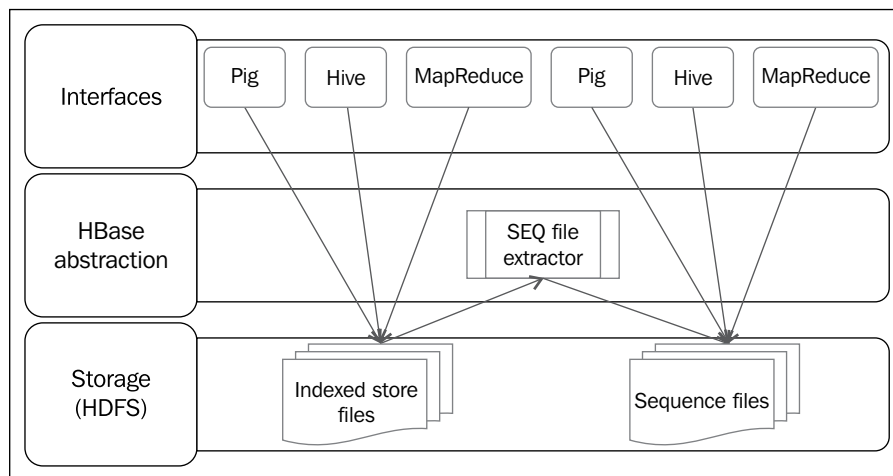 Interfaces
Pig
Hive
MapReduce
Pig
Hive
MapReduce
HBase
abstraction
SEQ file
extractor
Storage
(HDFS)
Indexed store
files
Sequence files